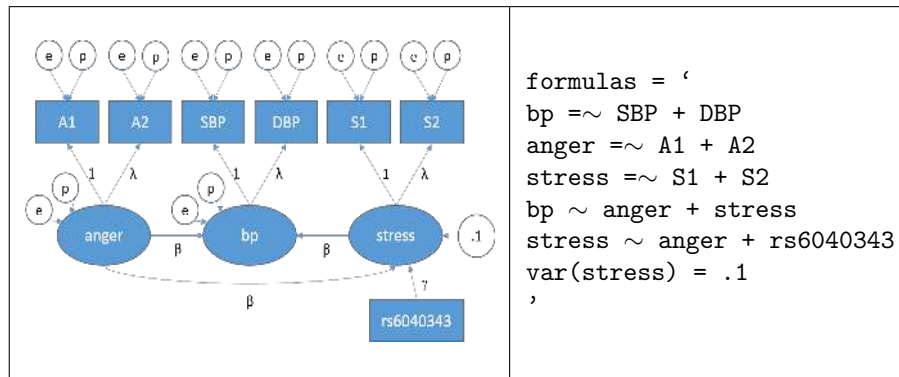 e p e p e p e p e p e p
A1 A2 SBP DBP S1 S2
1 λ 1 λ 1 λ
e p e p
anger bp stress .1
β β
β γ
rs6040343
formulas = ‘
bp =∼ SBP + DBP
anger =∼ A1 + A2
stress =∼ S1 + S2
bp ∼ anger + stress
stress ∼ anger + rs6040343
var(stress) = .1
’